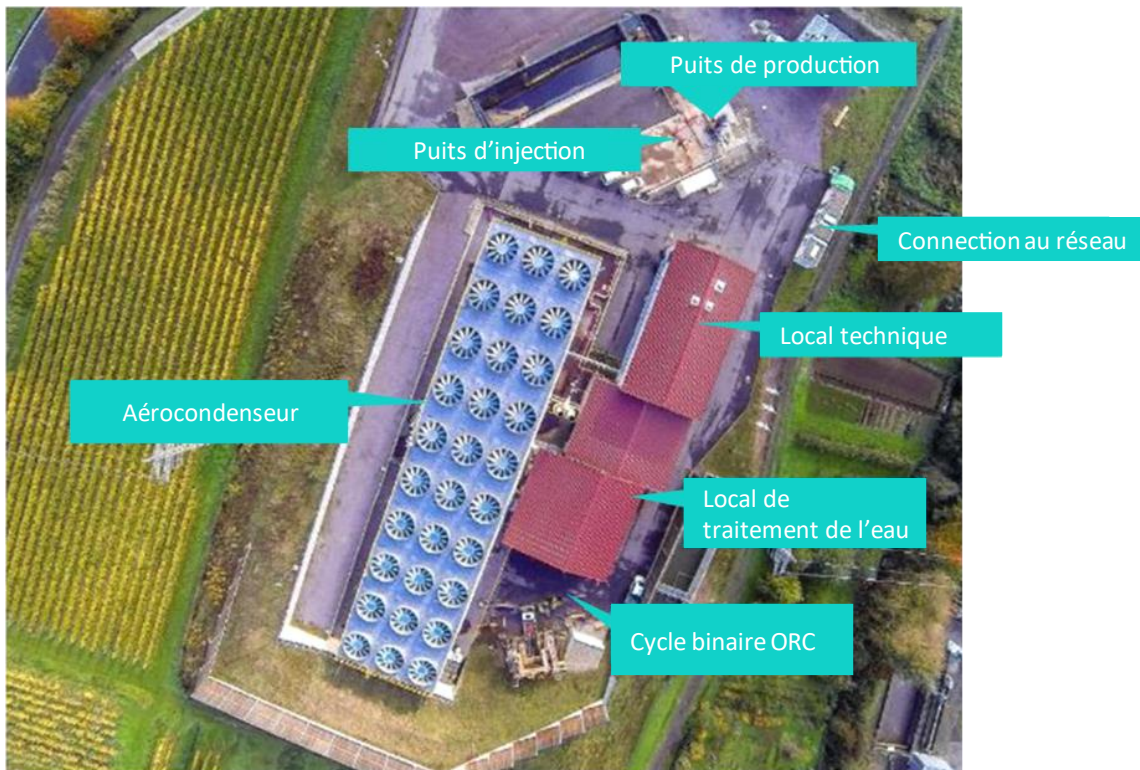 Puits de production
Puits d’injection
Connection au réseau
Local technique
Aérocondenseur
Local de
traitement de l’eau
Cycle binaire ORC